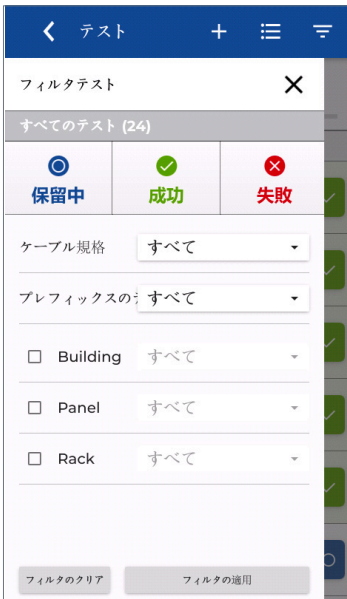 テスト
フィルタテスト
すべてのテスト (24)
保留中 成功 失敗
ケーブル規格 すべて
プレフィックスの すべて
Building すべて
Panel すべて
Rack すべて
フィルタのクリア フィルタの適用